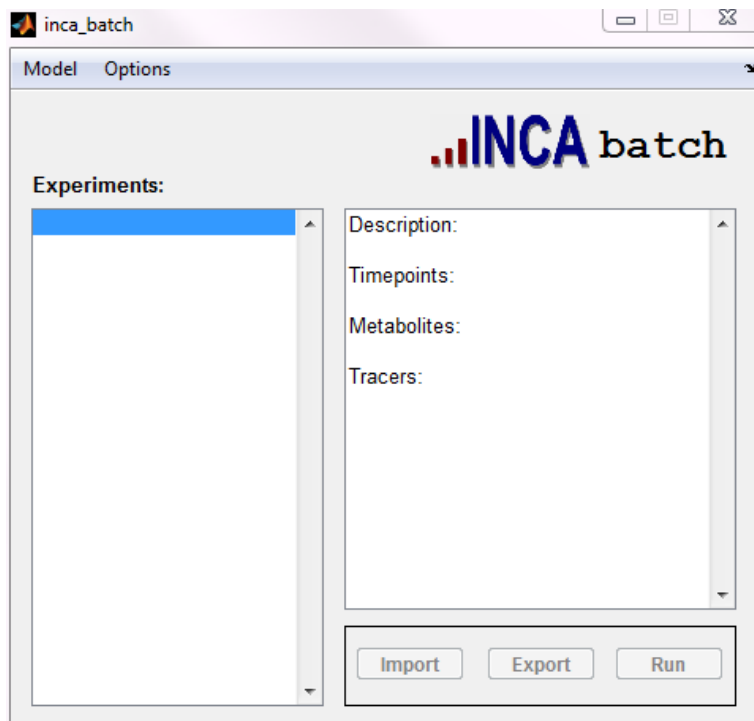 inca_batch
Model Options
INCA batch
Experiments:
Description:
Timepoints:
Metabolites:
Tracers:
Import Export Run